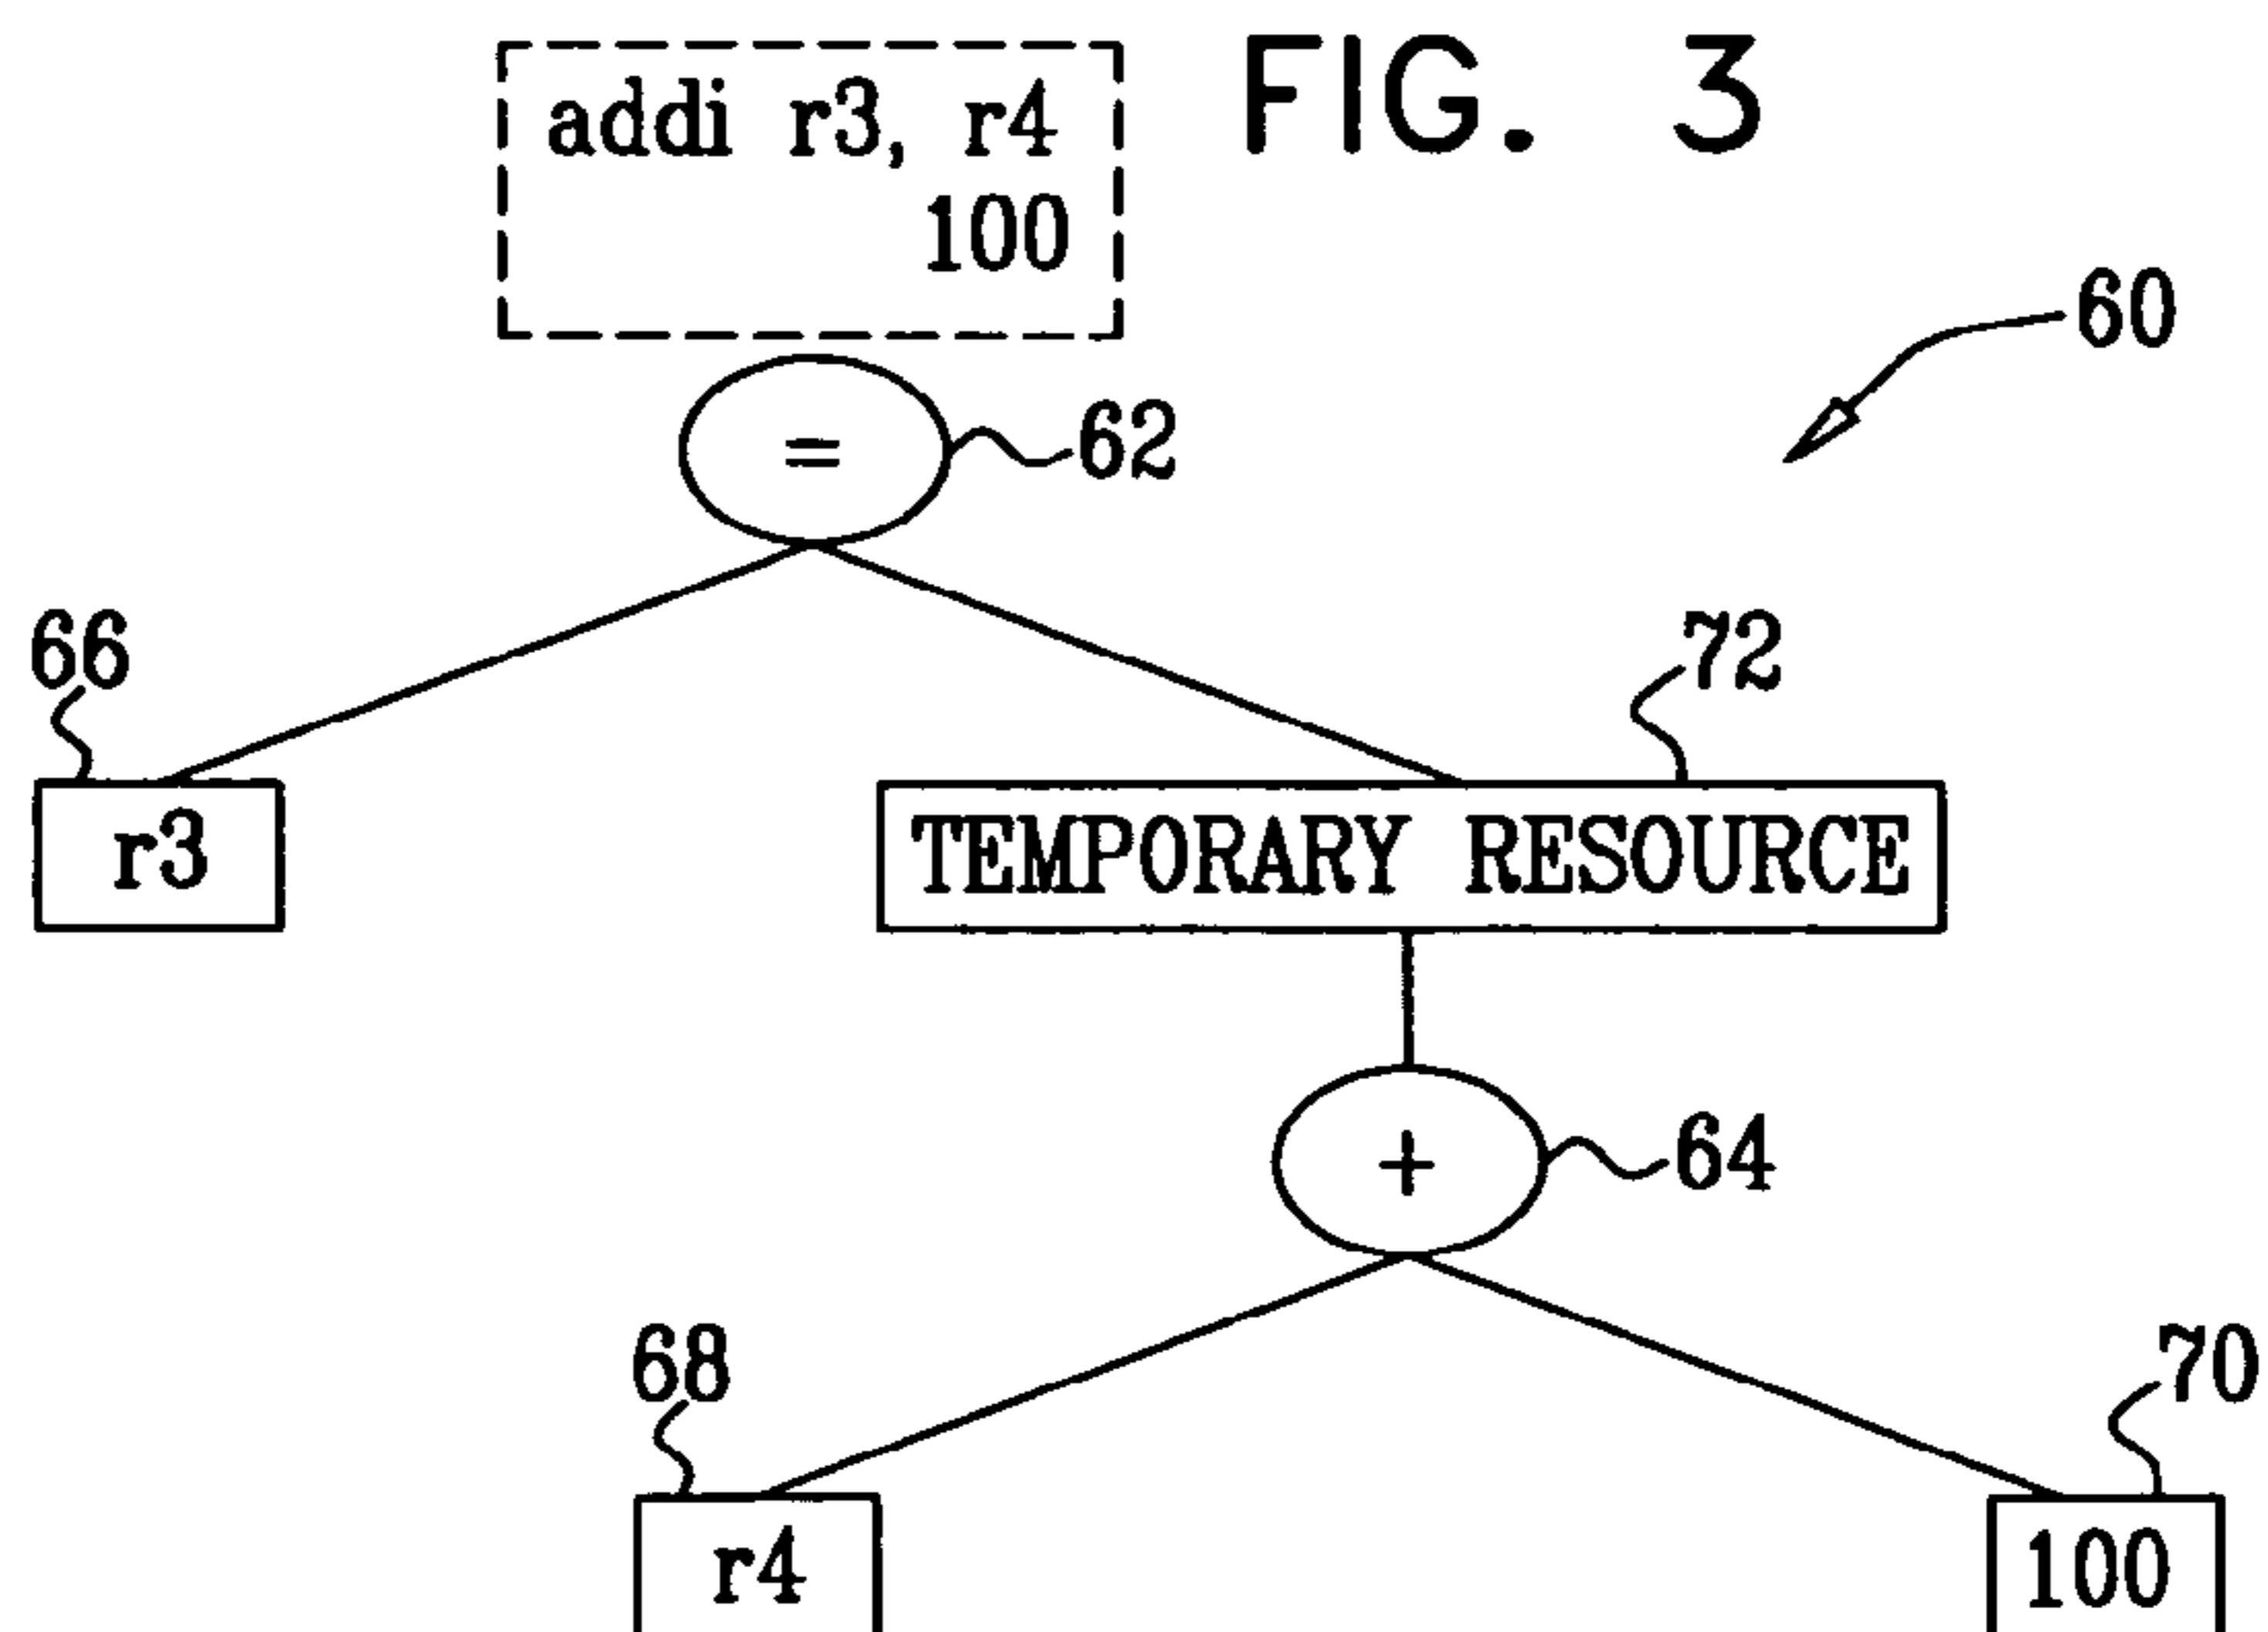 addi r3, r4
100
FIG. 3
60
=
62
66
72
r3
TEMPORARY RESOURCE
+
64
68
70
r4
100